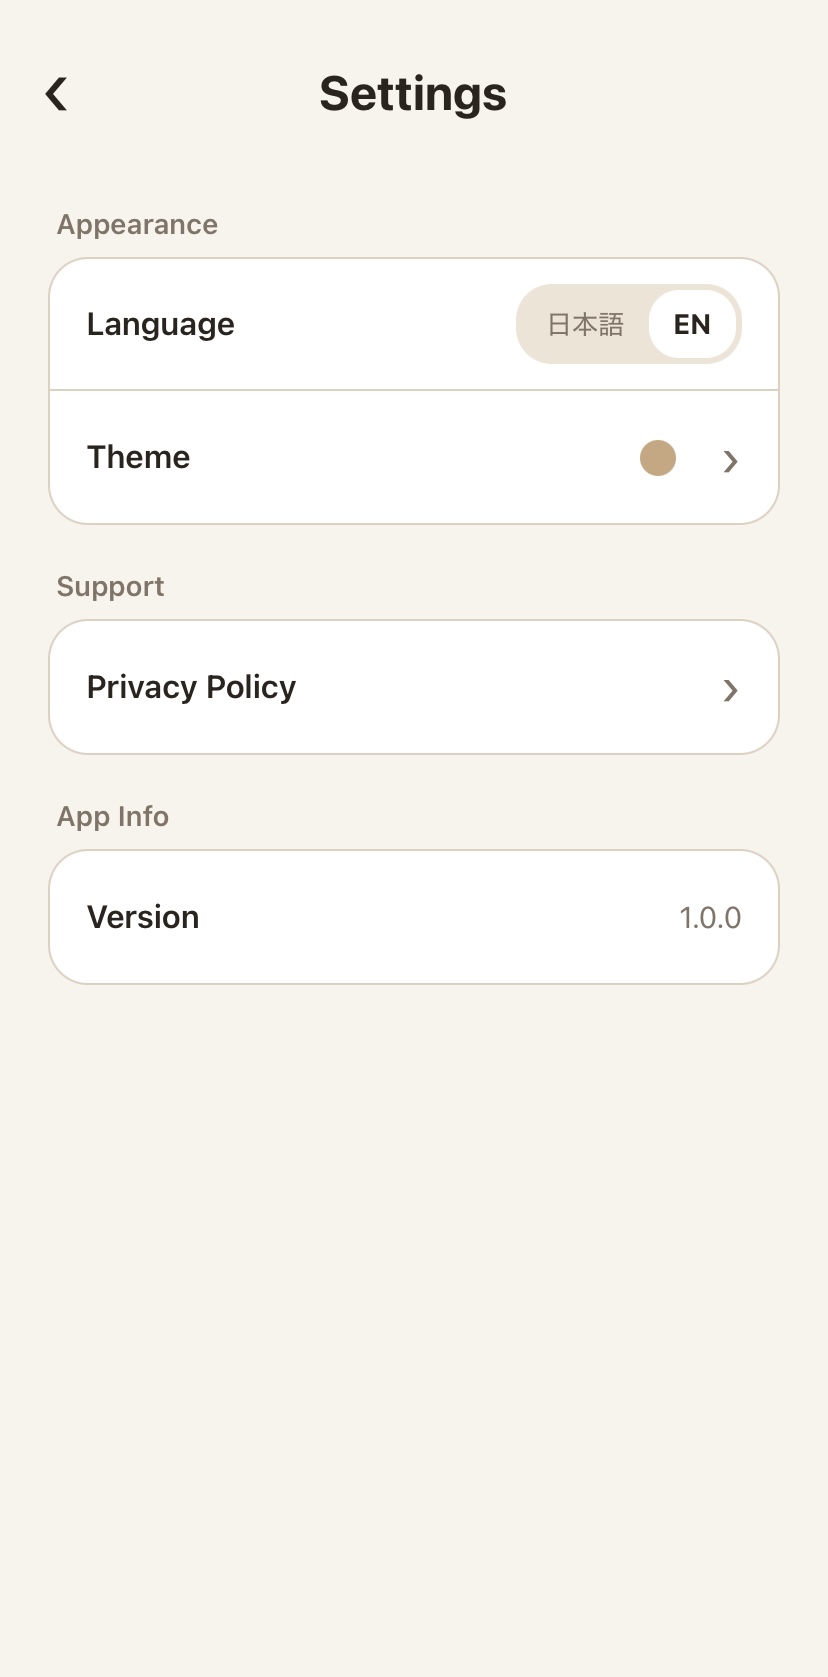 Settings
Appearance
Language 日本語 EN
Theme
Support
Privacy Policy
App Info
Version 1.0.0